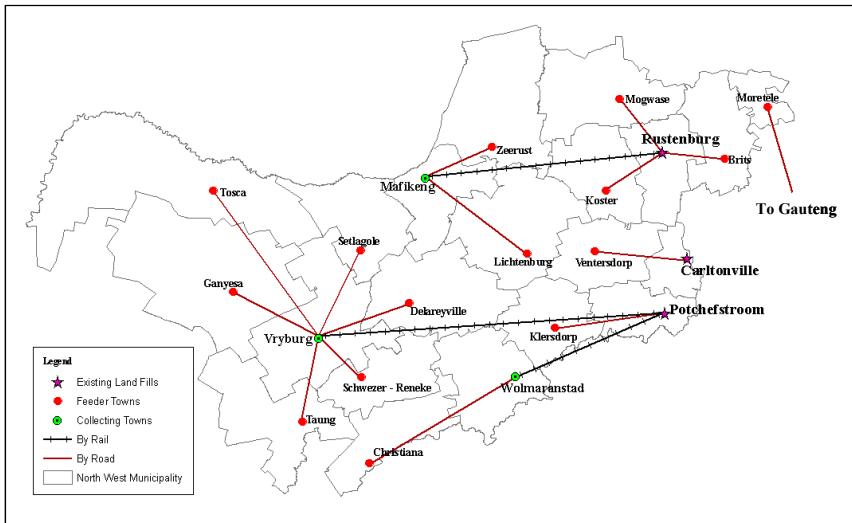 Mogwase
Moretele
Rustenburg
Zeerust
Brits
Mafikeng
Tosca
Koster
To Gauteng
Setlagole
Lichtenburg
Ventersdorp
Carltonville
Ganyesa
Delareyville
Potchefstroom
Vryburg
Klersdorp
Schwezer - Reneke
Wolmaranstad
Taung
Christiana
Legend
Existing Land Fills
Feeder Towns
Collecting Towns
By Rail
By Road
North West Municipality